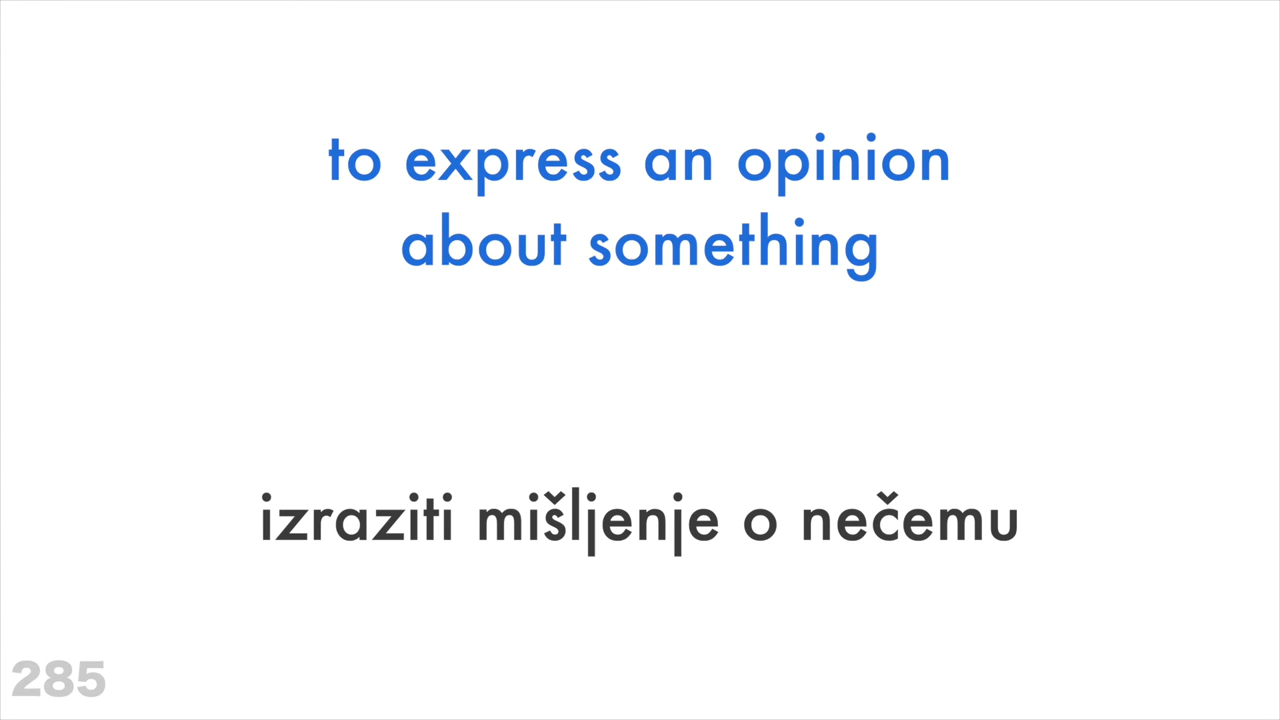 to express an opinion
about something
izraziti mišljenje o nečemu
285